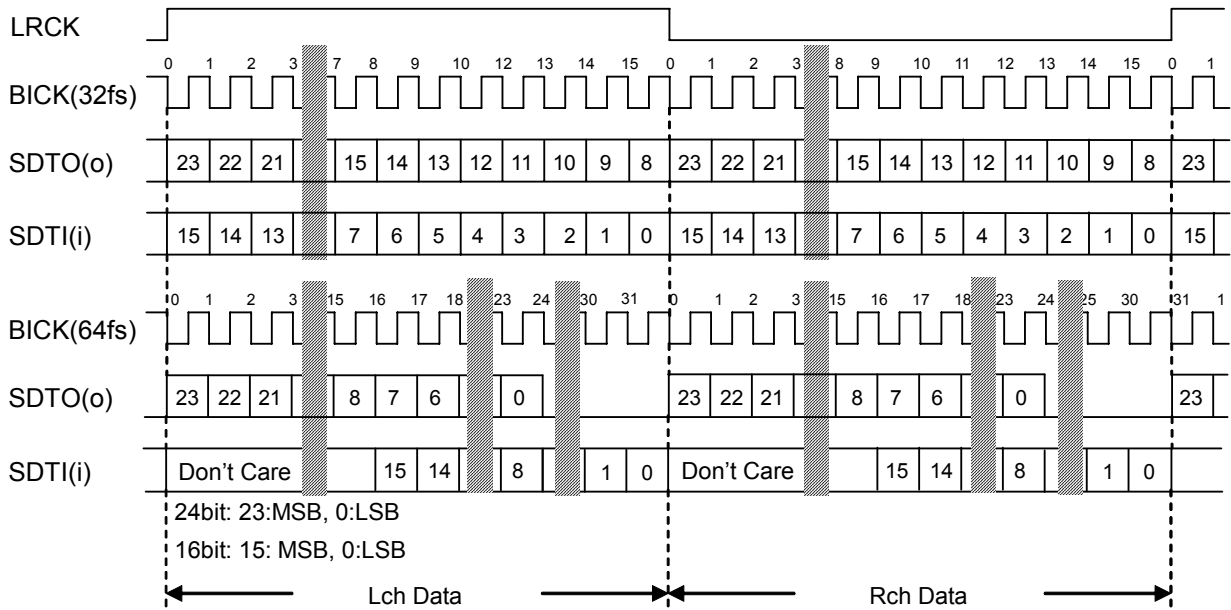 LRCK
0 1 2 3 7 8 9 10 11 12 13 14 15 0 1 2 3 8 9 10 11 12 13 14 15 0 1
BICK(32fs)
SDTO(o) 23 22 21 15 14 13 12 11 10 9 8 23 22 21 15 14 13 12 11 10 9 8 23
SDTI(i) 15 14 13 7 6 5 4 3 2 1 0 15 14 13 7 6 5 4 3 2 1 0 15
0 1 2 3 15 16 17 18 23 24 30 31 0 1 2 3 15 16 17 18 23 24 25 30 31 1
BICK(64fs)
SDTO(o) 23 22 21 8 7 6 0 23 22 21 8 7 6 0 23
SDTI(i) Don't Care 15 14 8 1 0 Don't Care 15 14 8 1 0
24bit: 23:MSB, 0:LSB
16bit: 15: MSB, 0:LSB
Lch Data Rch Data